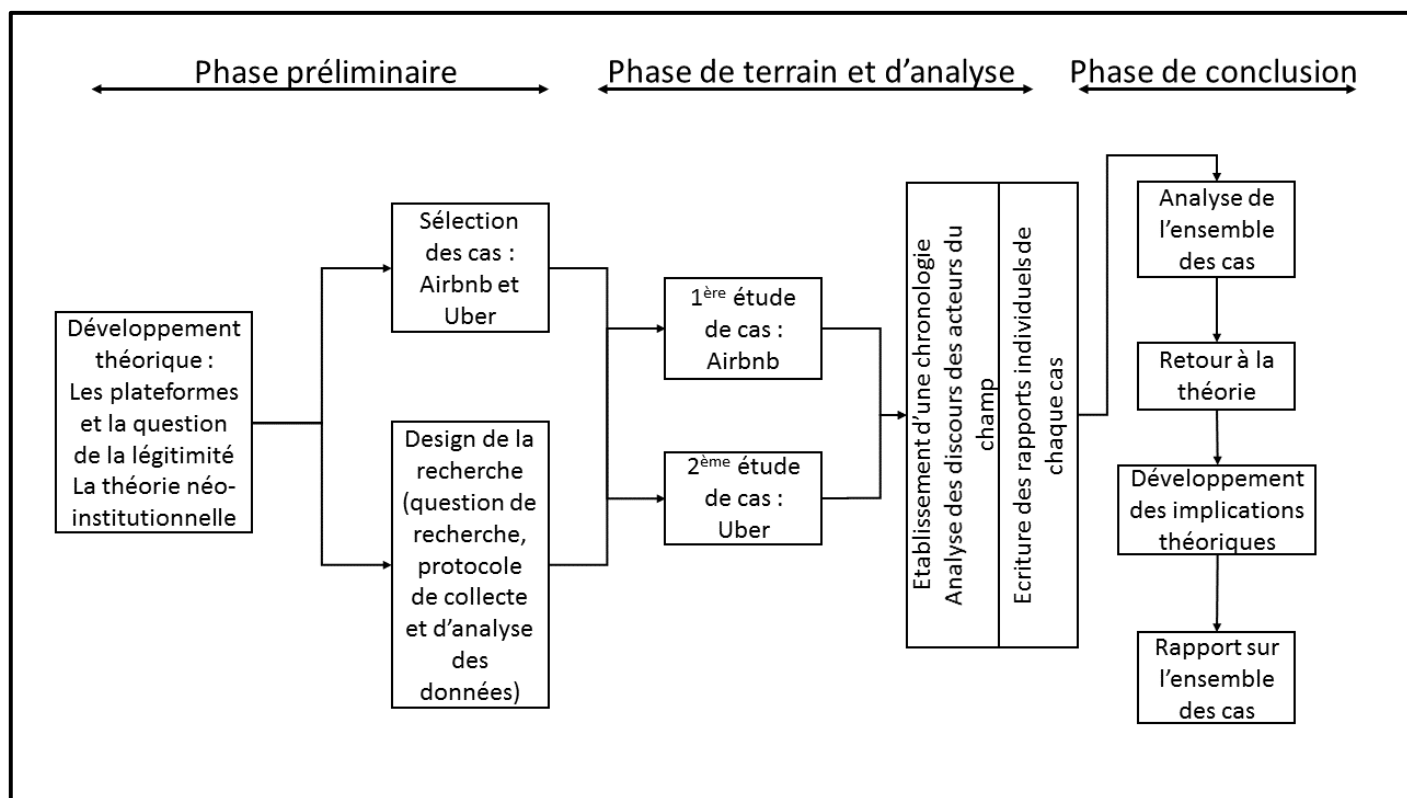 Phase préliminaire
Phase de terrain et d’analyse
Phase de conclusion
Développement
théorique :
Les plateformes
et la question
de la légitimité
La théorie néo-
institutionnelle
Sélection
des cas :
Airbnb et
Uber
Design de la
recherche
(question de
recherche,
protocole
de collecte
et d’analyse
des
données)
1ère étude
de cas :
Airbnb
2ème étude
de cas :
Uber
Etablissement d’une chronologie
Analyse des discours des acteurs du
champ
Ecriture des rapports individuels de
chaque cas
Analyse de
l’ensemble
des cas
Retour à la
théorie
Développement
des implications
théoriques
Rapport sur
l’ensemble
des cas